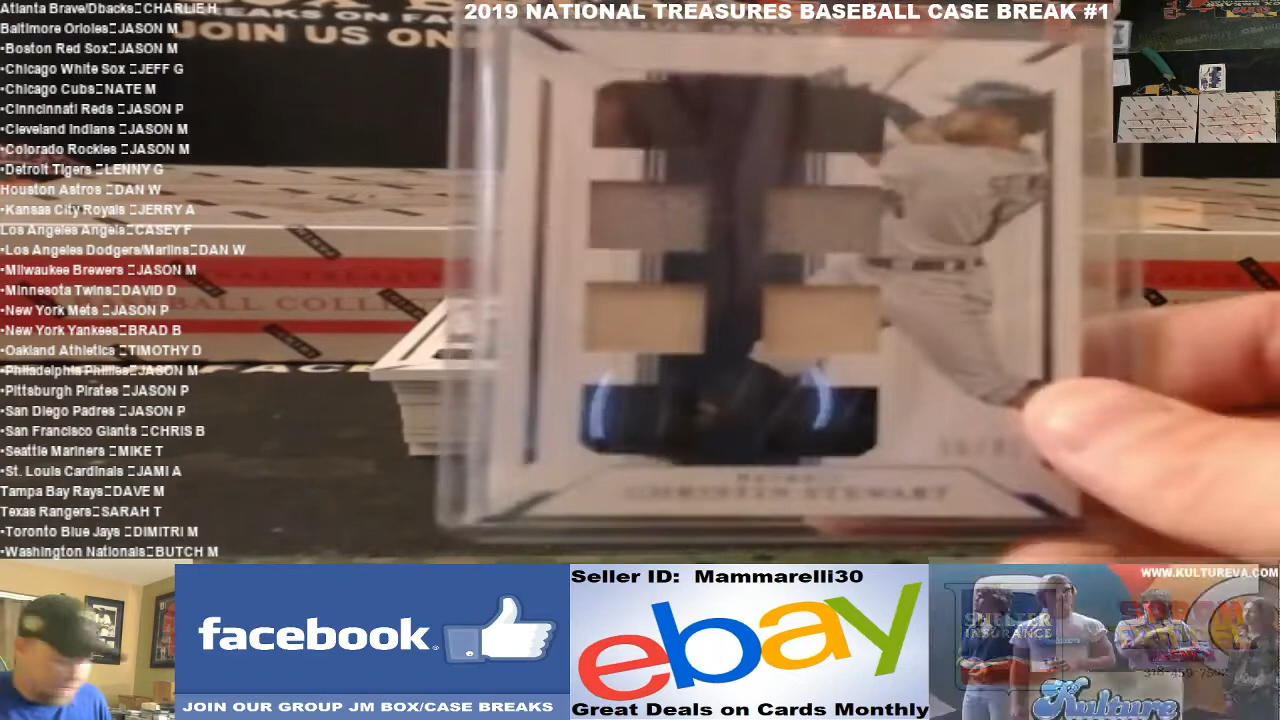 Atlanta Brave/Dbacks CHARLIE H
Baltimore Orioles JASON M
•Boston Red Sox JASON M
•Chicago White Sox JEFF G
•Chicago Cubs NATE M
•Cinncinnati Reds JASON P
•Cleveland Indians JASON M
•Colorado Rockies JASON M
•Detroit Tigers LENNY G
Houston Astros DAN W
•Kansas City Royals JERRY A
Los Angeles Angels CASEY F
•Los Angeles Dodgers/Marlins DAN W
•Milwaukee Brewers JASON M
•Minnesota Twins DAVID D
•New York Mets JASON P
•New York Yankees BRAD B
•Oakland Athletics TIMOTHY D
•Philadelphia Phillies JASON M
•Pittsburgh Pirates JASON P
•San Diego Padres JASON P
•San Francisco Giants CHRIS B
•Seattle Mariners MIKE T
•St. Louis Cardinals JAMI A
Tampa Bay Rays DAVE M
Texas Rangers SARAH T
•Toronto Blue Jays DIMITRI M
•Washington Nationals BUTCH M
2019 NATIONAL TREASURES BASEBALL CASE BREAK #1
JOIN US ON
CHRISTIN STEWART
facebook
JOIN OUR GROUP JM BOX/CASE BREAKS
Seller ID: Mammarelli30
ebay
Great Deals on Cards Monthly
WWW.KULTUREVA.COM
SHELTER
INSURANCE
Kulture